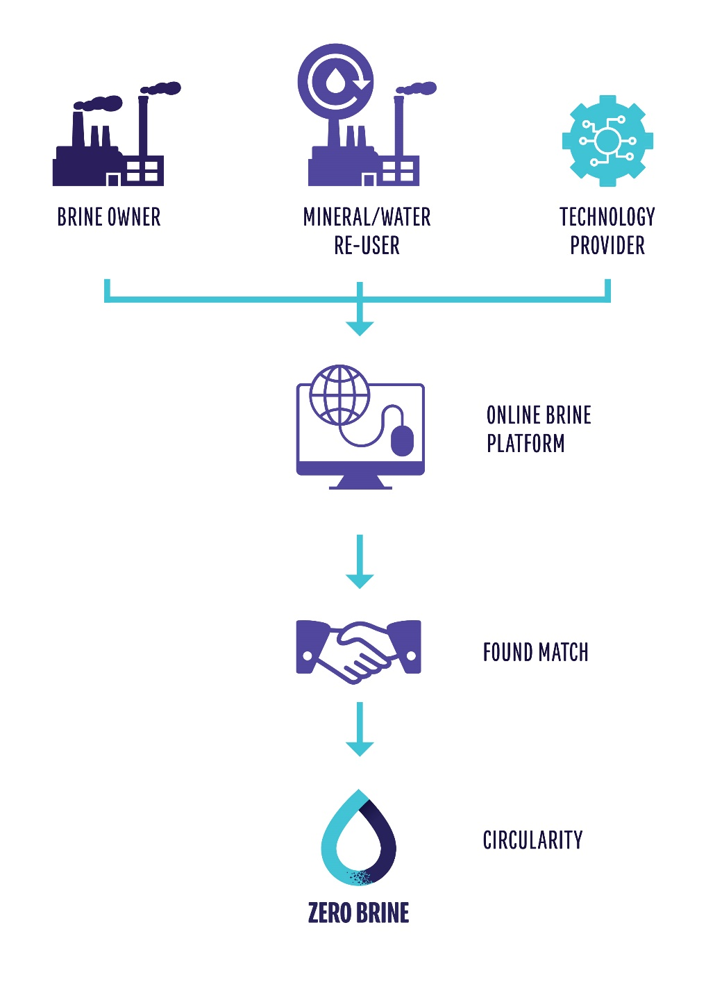 BRINE OWNER
MINERAL/WATER
RE-USER
TECHNOLOGY
PROVIDER
ONLINE BRINE
PLATFORM
FOUND MATCH
CIRCULARITY
ZERO BRINE